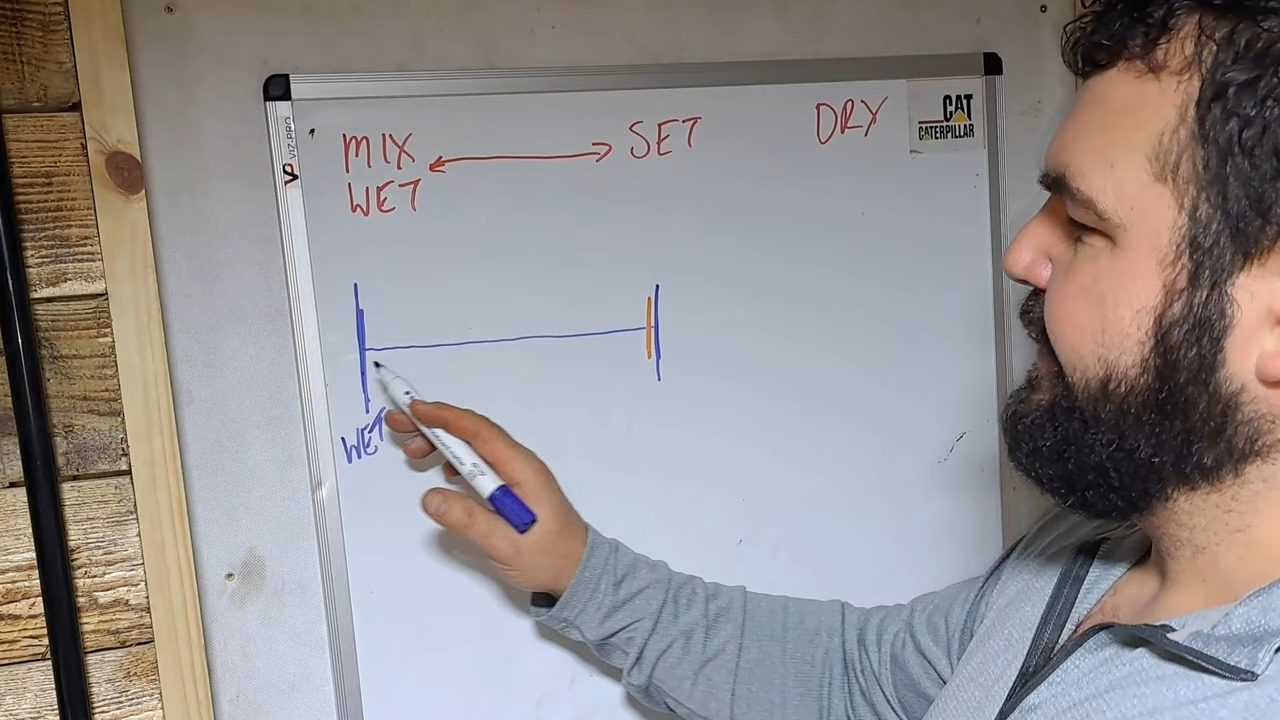 MIX
WET
SET
DRY
CAT
CATERPILLAR
VIZ-PRO
WET